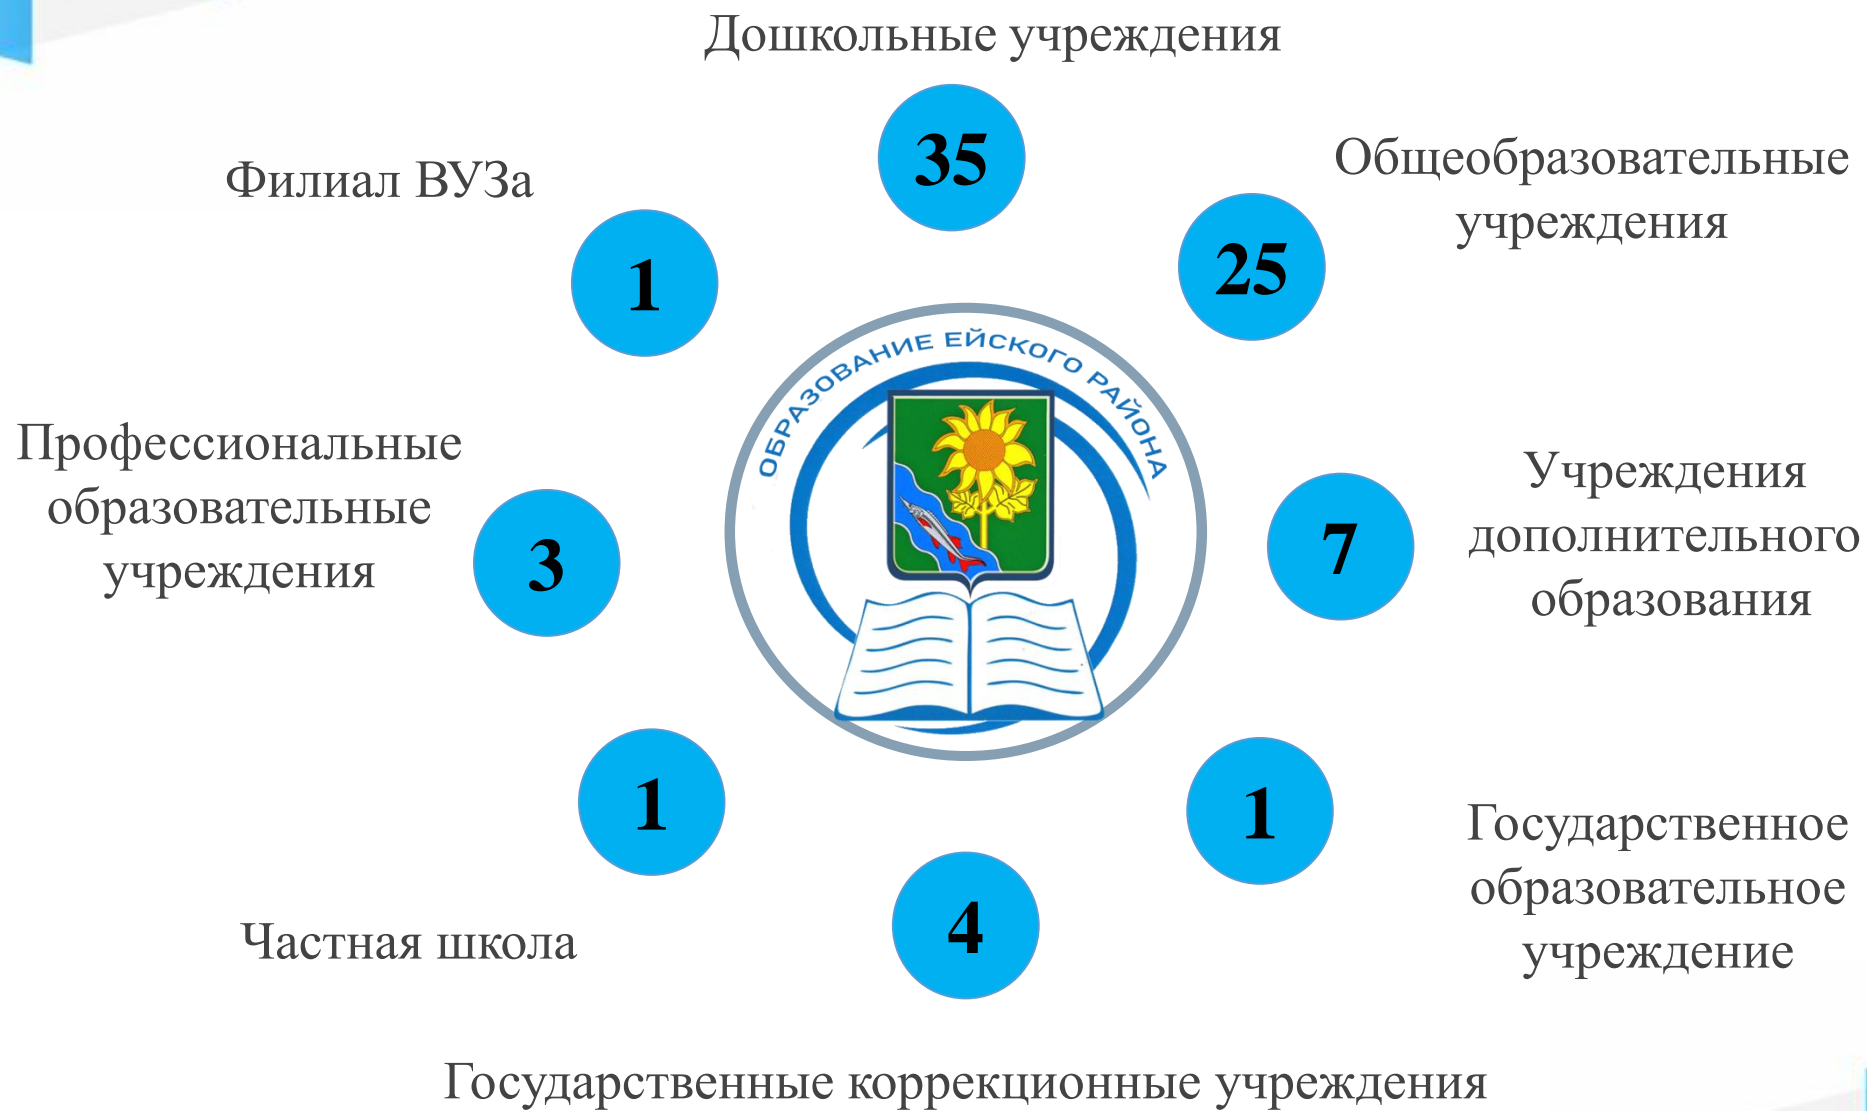 Дошкольные учреждения
35
Общеобразовательные
учреждения
25
Филиал ВУЗа
1
ОБРАЗОВАНИЕ ЕЙСКОГО РАЙОНА
Профессиональные
образовательные
учреждения
3
Учреждения
дополнительного
образования
7
1
Частная школа
1
Государственное
образовательное
учреждение
4
Государственные коррекционные учреждения